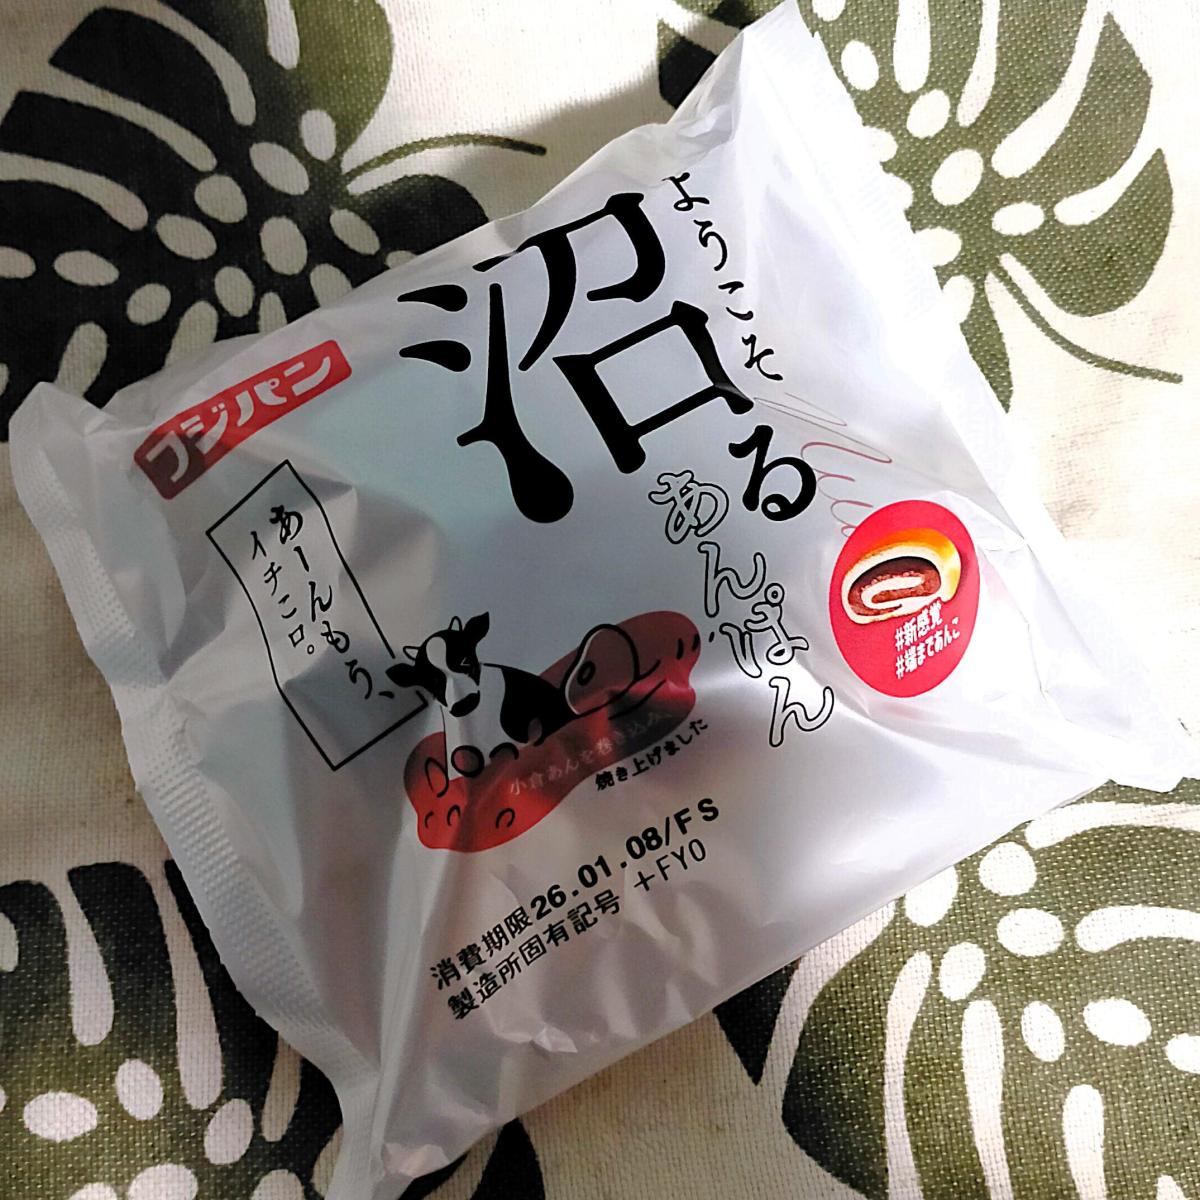 フジパン
ようこそ
沼る
あんぱん
あーんもう、
イチコロ。
#新感覚
#端まであんこ
小倉あんを巻き込み、
焼き上げました
消費期限26.01.08/FS
製造所固有記号 +FY0